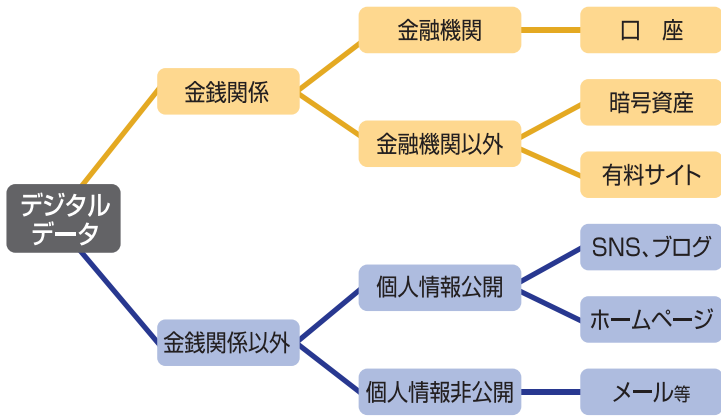 デジタル
データ
金銭関係
金融機関
口　座
金融機関以外
暗号資産
有料サイト
金銭関係以外
個人情報公開
SNS、ブログ
ホームページ
個人情報非公開
メール等